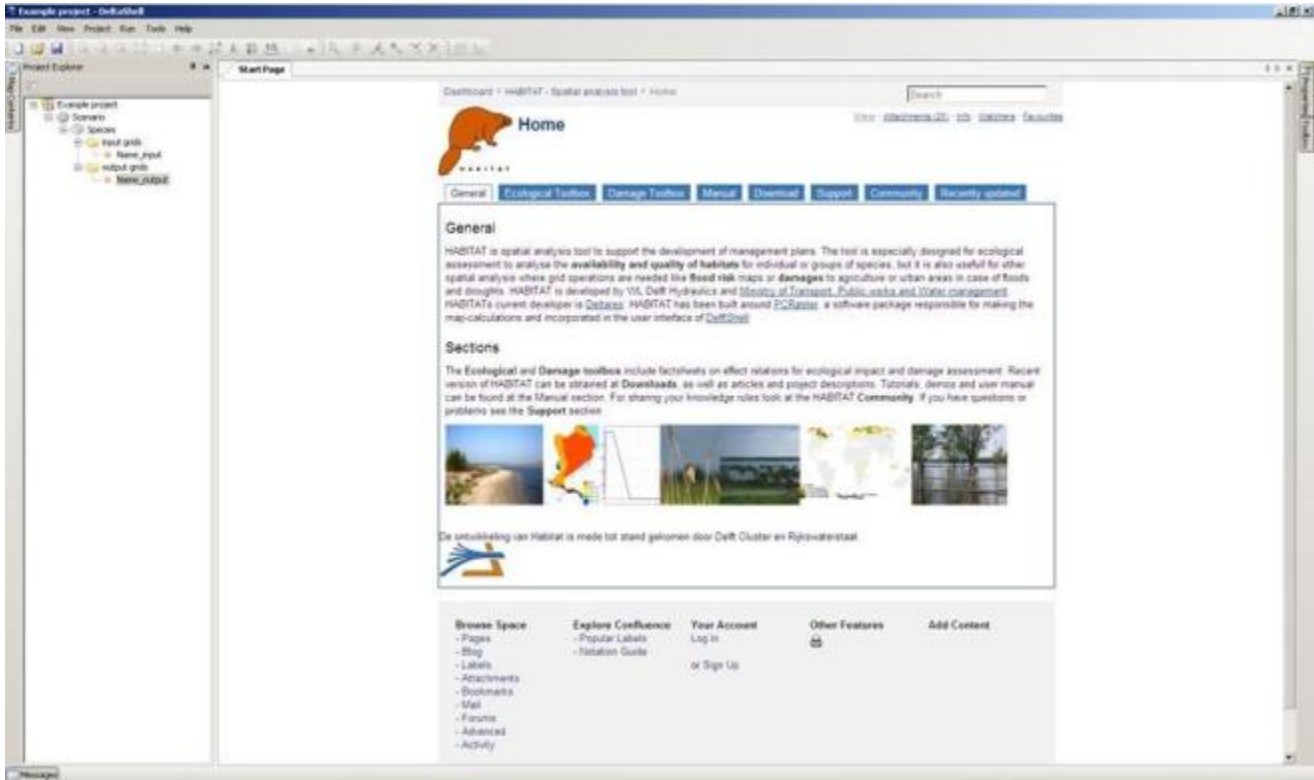 Example project - DeltaShell
File Edit View Project Run Tools Help
Project Explorer
Start Page
Map Contents
Example project
Scenario
Species
input grids
Name_input
output grids
Name_output
Dashboard > HABITAT - Spatial analysis tool > Home
Search
Home
View Attachments Info Watchers Favourites
HABITAT
General Ecological Toolbox Damage Toolbox Manual Download Support Community Recently updated
General
HABITAT is spatial analysis tool to support the development of management plans. The tool is especially designed for ecological
assessment to analyse the availability and quality of habitats for individual or groups of species, but it is also usefull for other
spatial analysis where grid operations are needed like flood risk maps or damages to agriculture or urban areas in case of floods
and droughts. HABITAT is developed by WL Delft Hydraulics and Ministry of Transport, Public works and Water management.
HABITATs current developer is Deltares. HABITAT has been built around PCRaster, a software package responsible for making the
map-calculations and incorporated in the user interface of DelftShell
Sections
The Ecological and Damage toolbox include factsheets on effect relations for ecological impact and damage assessment. Recent
version of HABITAT can be obtained at Downloads, as well as articles and project descriptions. Tutorials, demos and user manual
can be found at the Manual section. For sharing your knowledge rules look at the HABITAT Community. If you have questions or
problems see the Support section
De ontwikkeling van Habitat is mede tot stand gekomen door Delft Cluster en Rijkswaterstaat.
Browse Space
- Pages
- Blog
- Labels
- Attachments
- Bookmarks
- Mail
- Forums
- Advanced
- Activity
Explore Confluence
- Popular Labels
- Notation Guide
Your Account
Log In
or Sign Up
Other Features
Add Content
Messages